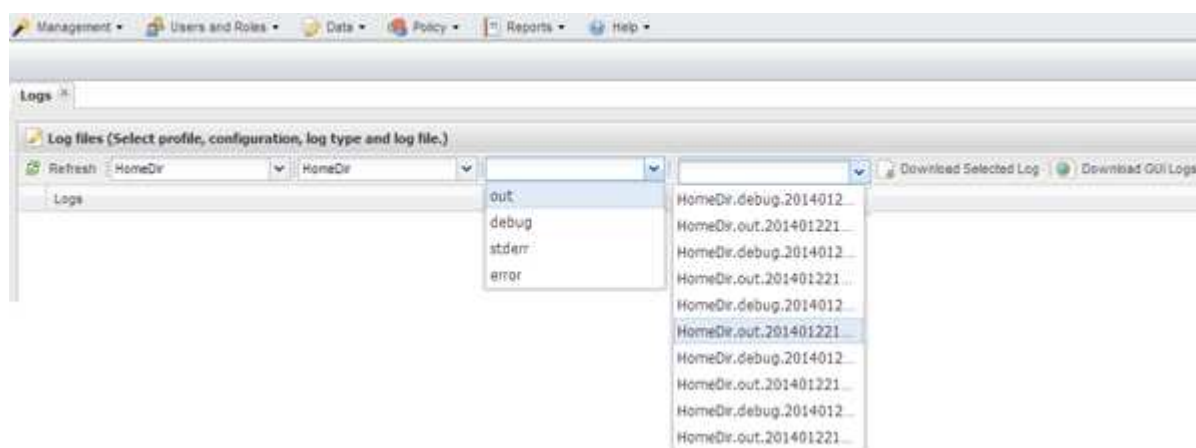 Management Users and Roles Data Policy Reports Help
Logs
Log files (Select profile, configuration, log type and log file.)
Refresh HomeDir HomeDir Download Selected Log Download GUI Logs
Logs
out
debug
stderr
error
HomeDir.debug.2014012...
HomeDir.out.201401221...
HomeDir.debug.2014012...
HomeDir.out.201401221...
HomeDir.debug.2014012...
HomeDir.out.201401221...
HomeDir.debug.2014012...
HomeDir.out.201401221...
HomeDir.debug.2014012...
HomeDir.out.201401221...